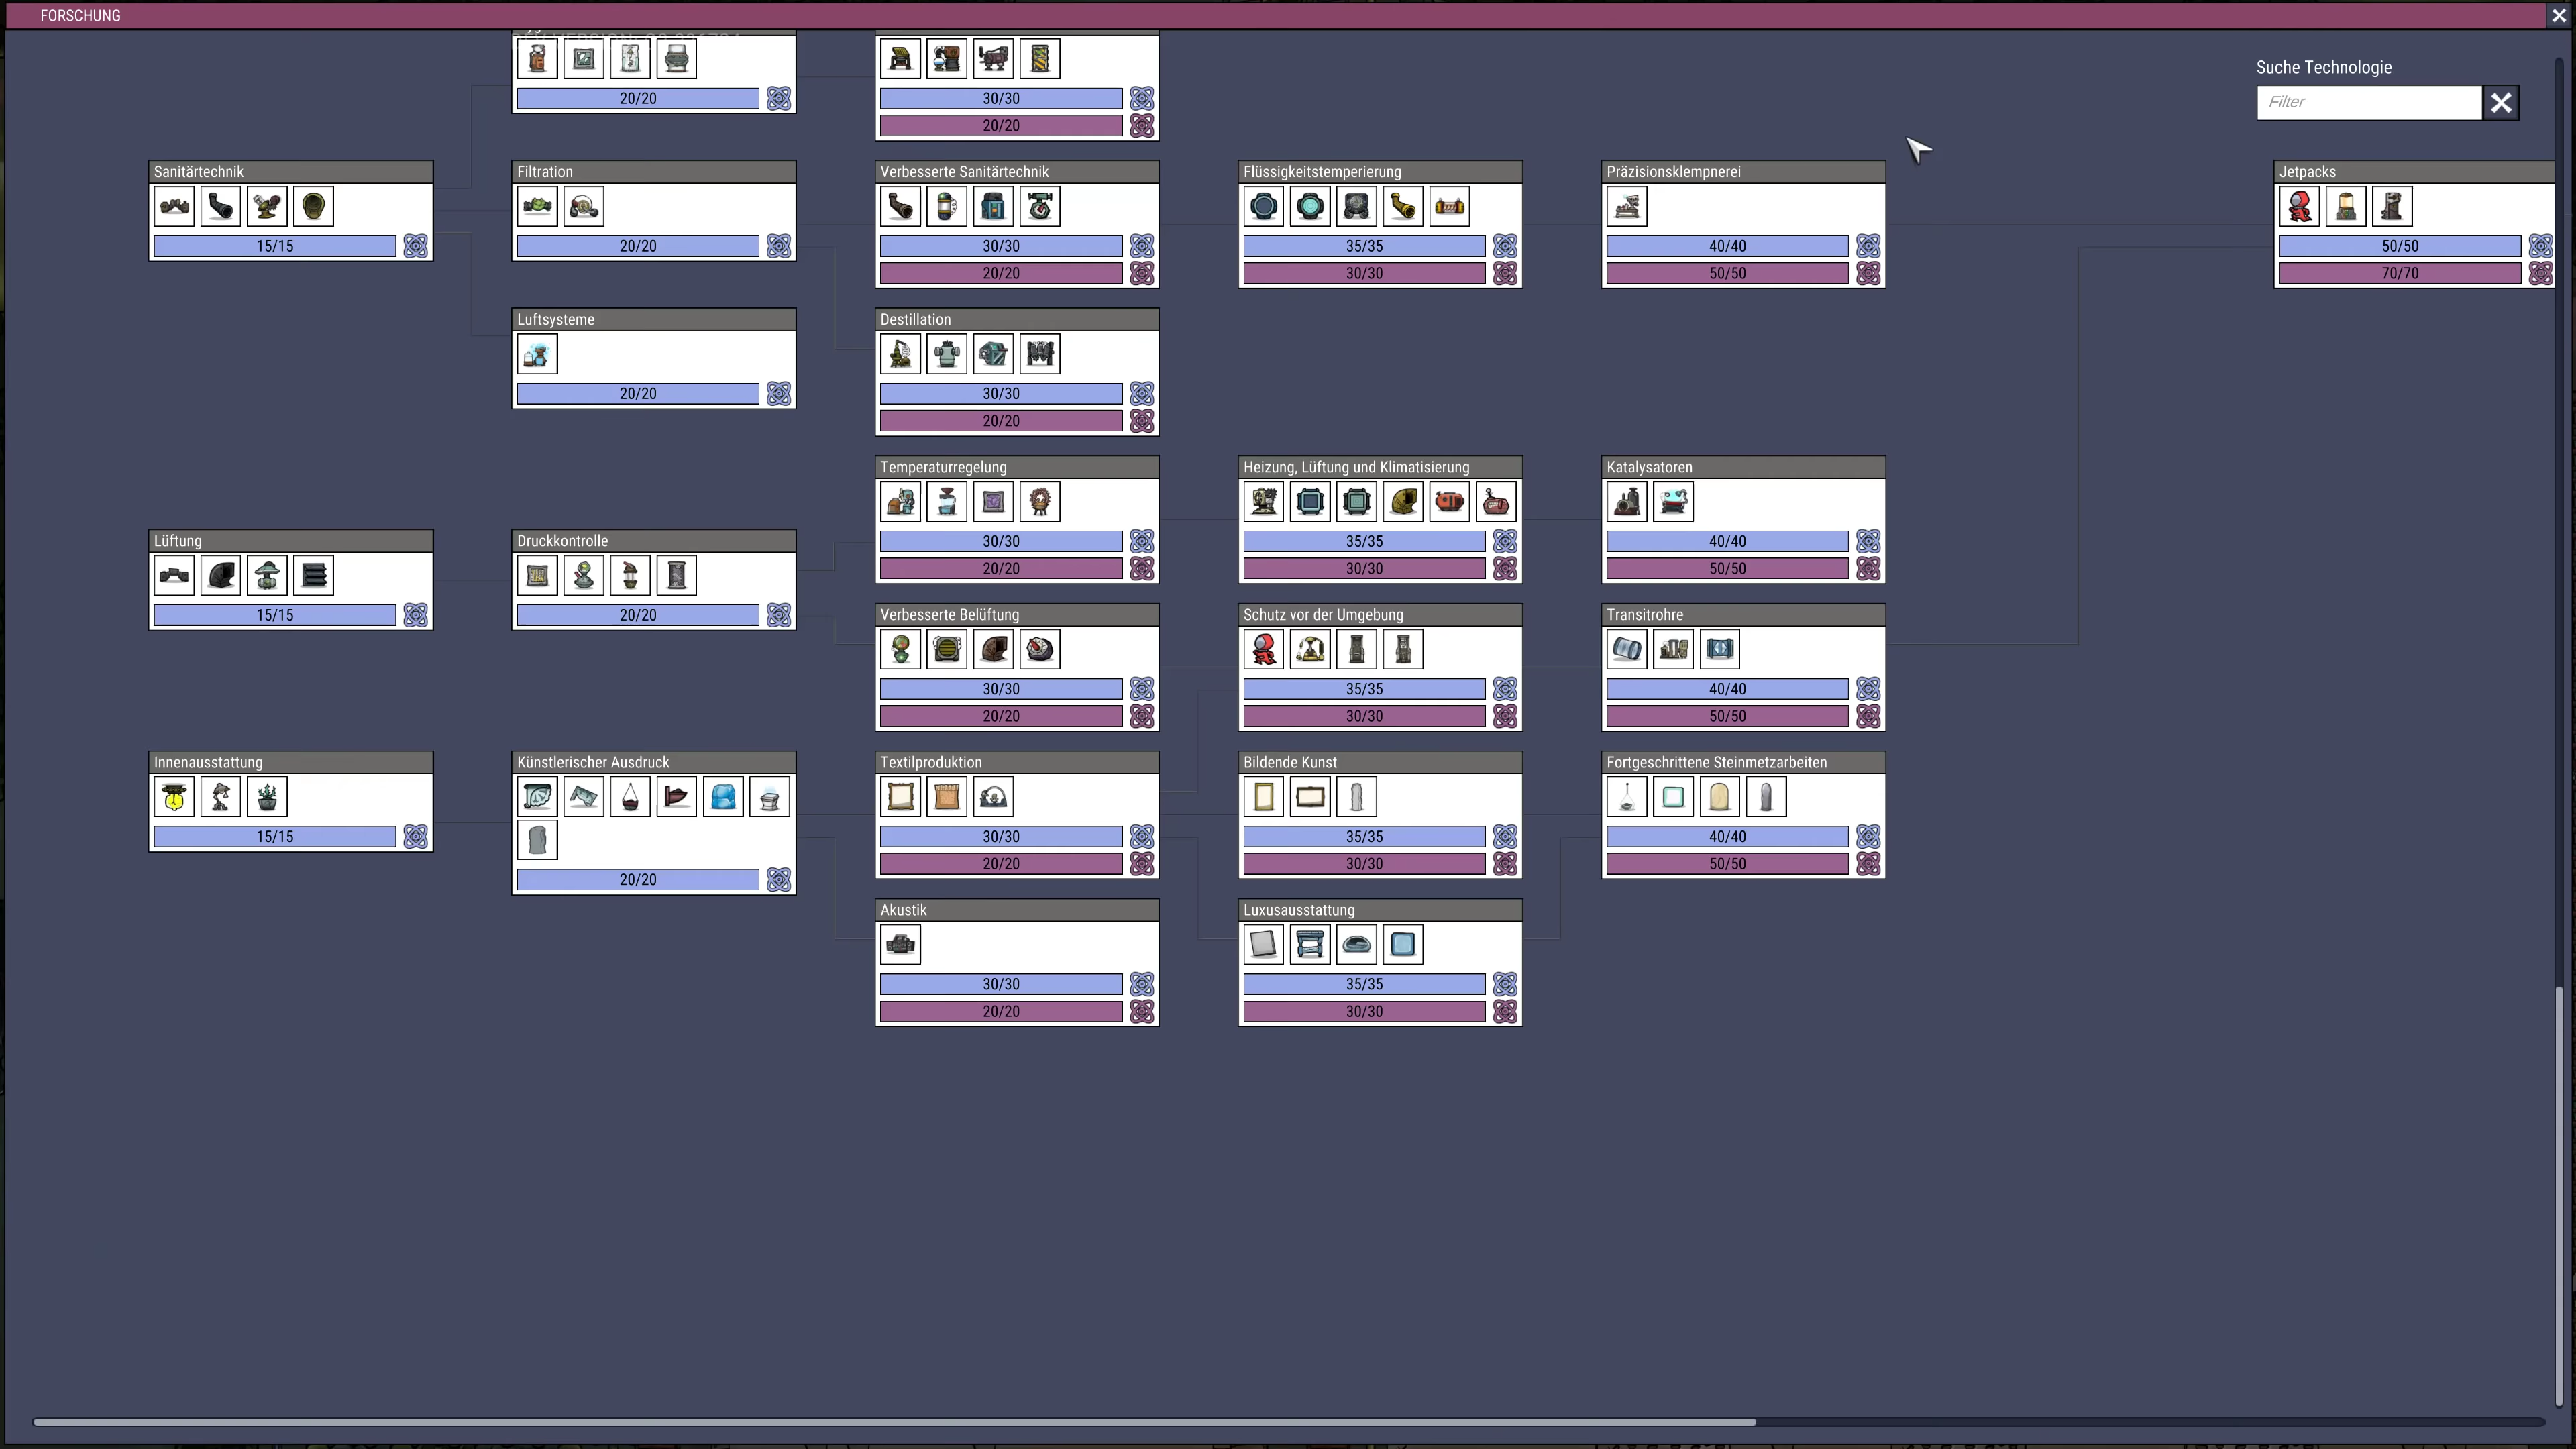 FORSCHUNG
Suche Technologie
Filter
20/20
30/30
20/20
Sanitärtechnik
15/15
Filtration
20/20
Verbesserte Sanitärtechnik
30/30
20/20
Flüssigkeitstemperierung
35/35
30/30
Präzisionsklempnerei
40/40
50/50
Jetpacks
50/50
70/70
Luftsysteme
20/20
Destillation
30/30
20/20
Temperaturregelung
30/30
20/20
Heizung, Lüftung und Klimatisierung
35/35
30/30
Katalysatoren
40/40
50/50
Lüftung
15/15
Druckkontrolle
20/20
Verbesserte Belüftung
30/30
20/20
Schutz vor der Umgebung
35/35
30/30
Transitrohre
40/40
50/50
Innenausstattung
15/15
Künstlerischer Ausdruck
20/20
Textilproduktion
30/30
20/20
Bildende Kunst
35/35
30/30
Fortgeschrittene Steinmetzarbeiten
40/40
50/50
Akustik
30/30
20/20
Luxusausstattung
35/35
30/30